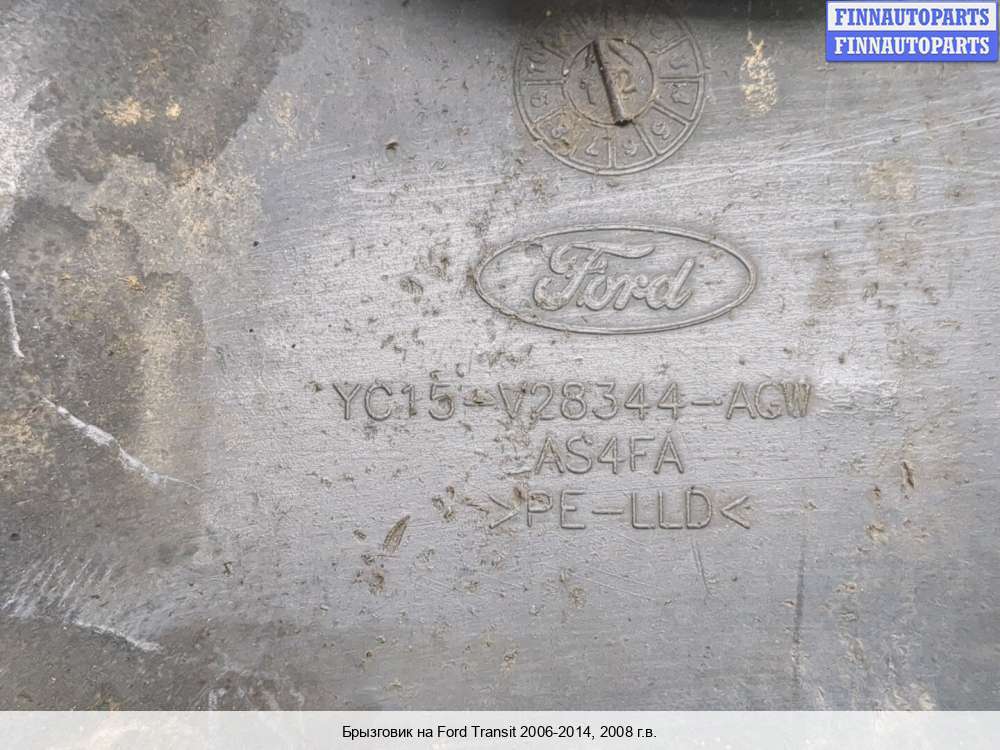 FINNAUTOPARTS
FINNAUTOPARTS
Ford
YC15-V28344-AGW
AS4FA
>PE-LLD<
Брызговик на Ford Transit 2006-2014, 2008 г.в.